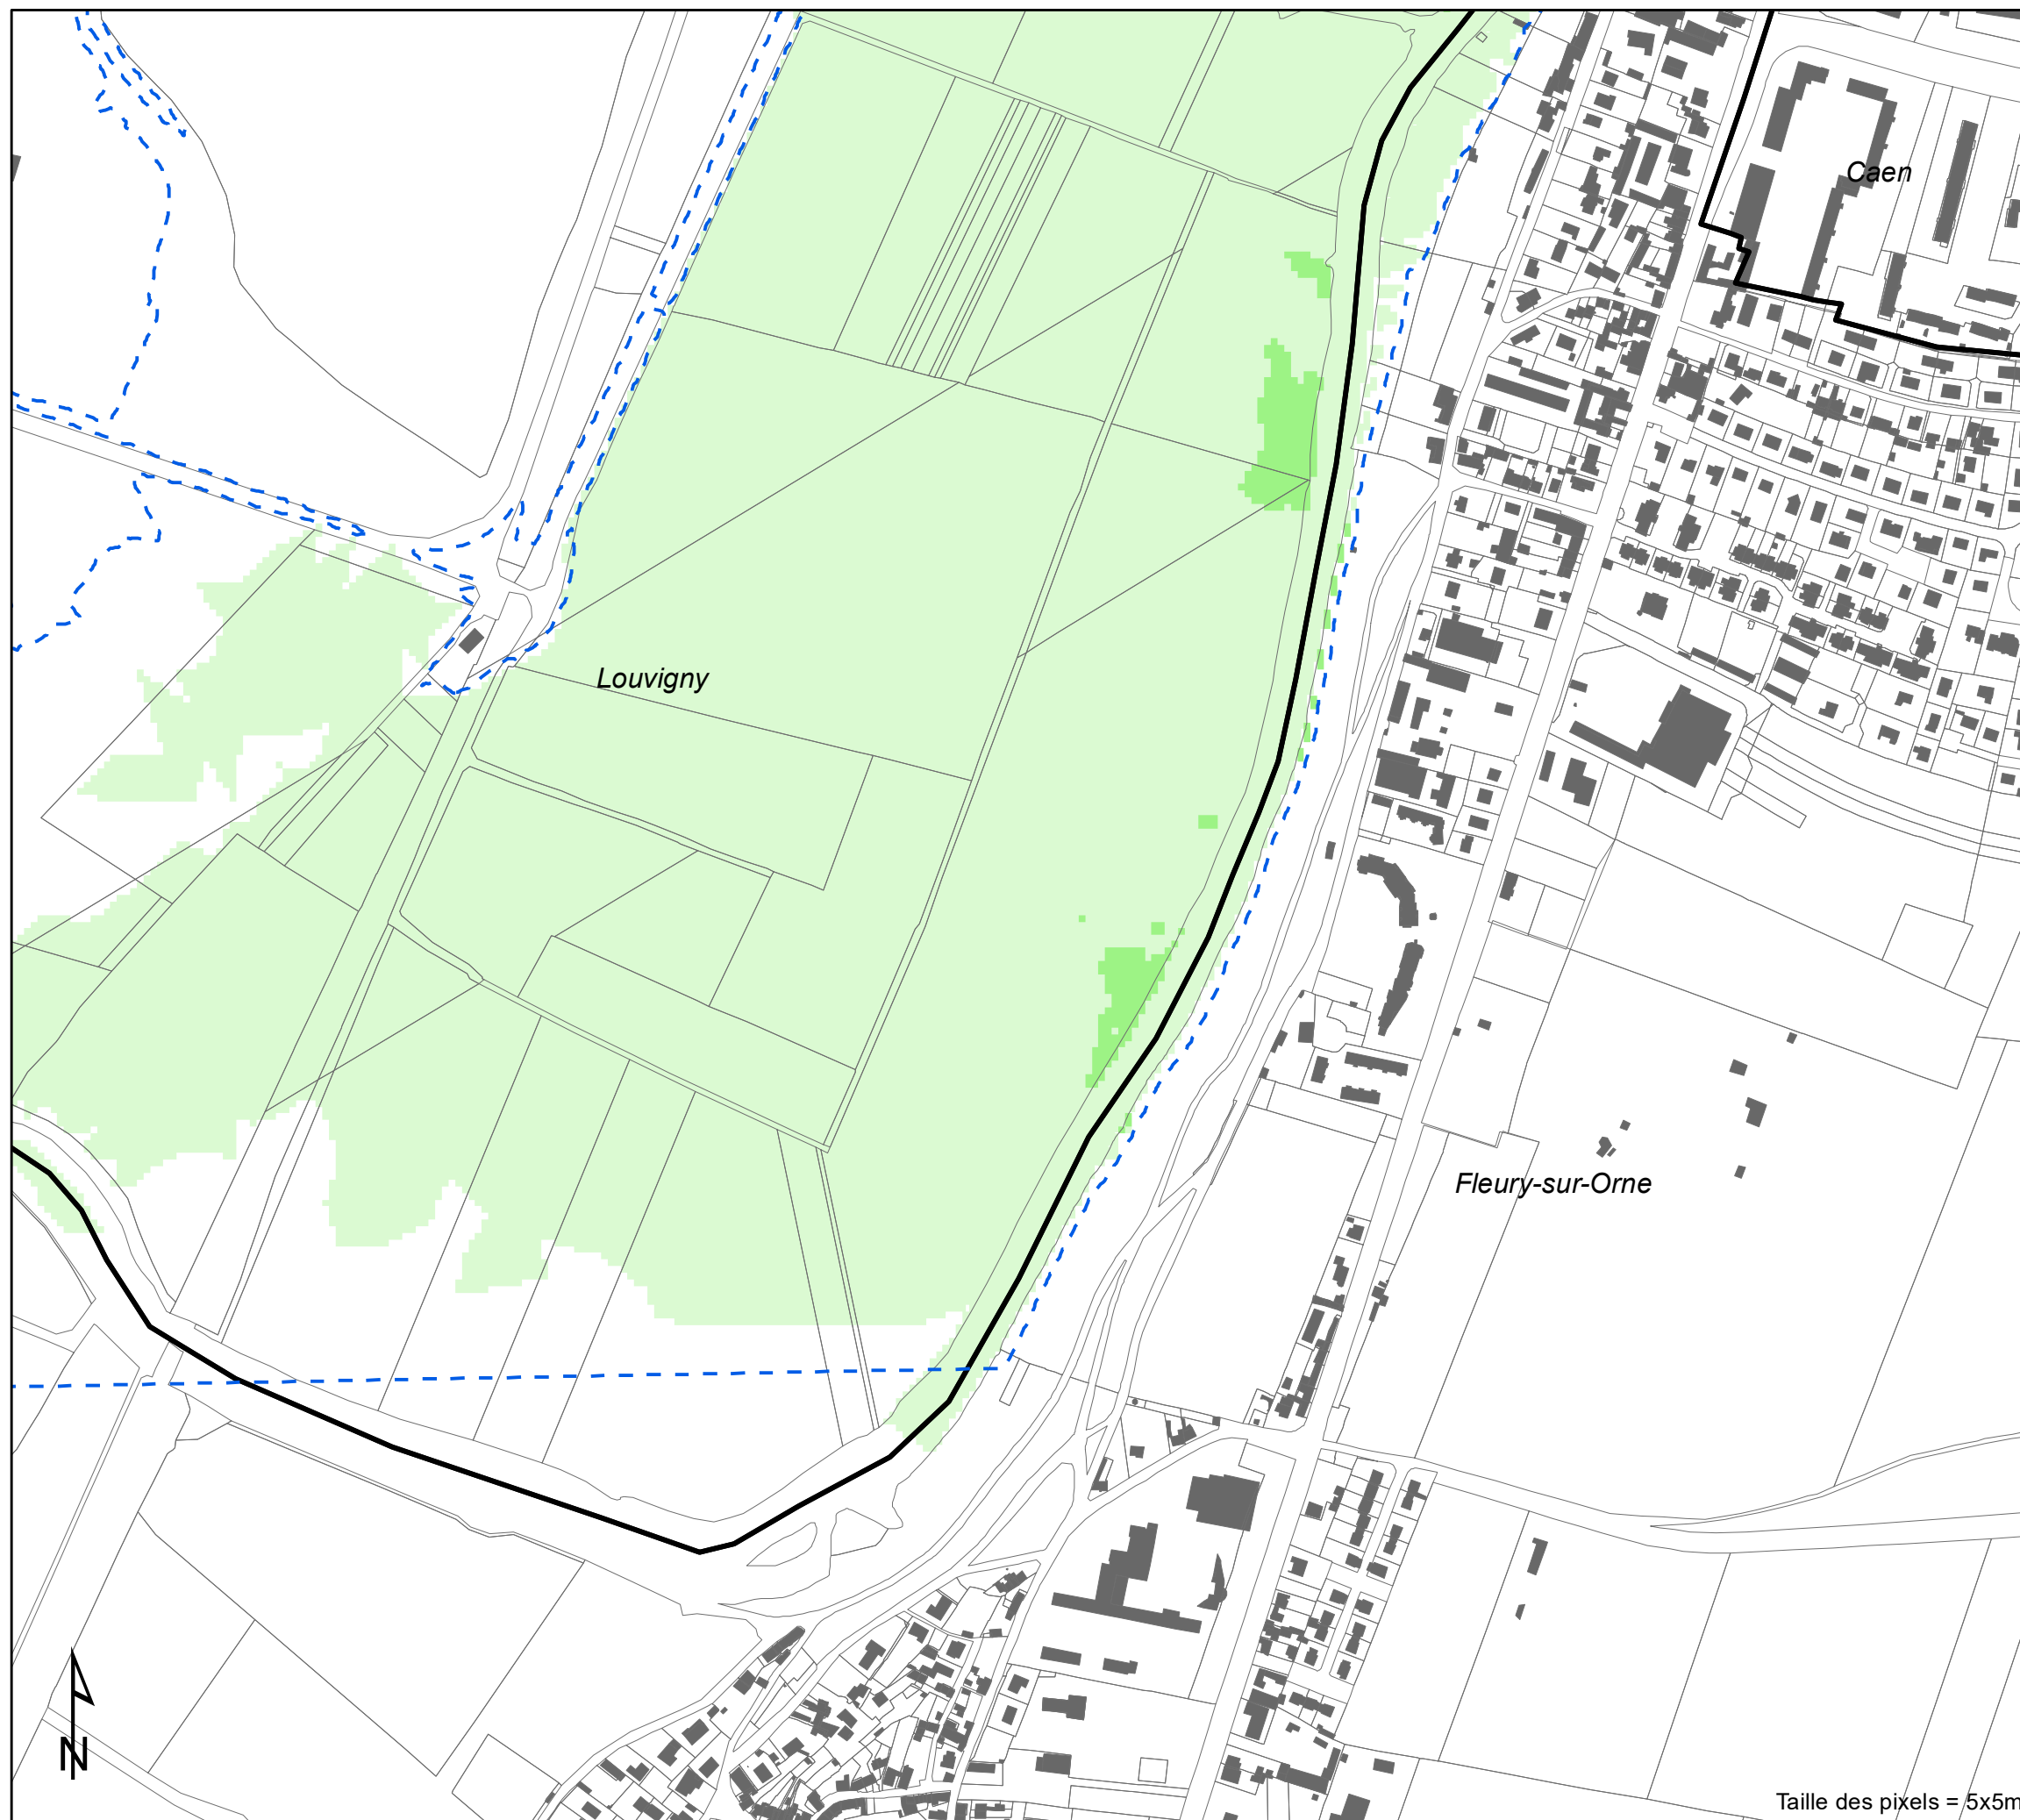 Caen
Louvigny
Fleury-sur-Orne
N
Taille des pixels = 5x5m